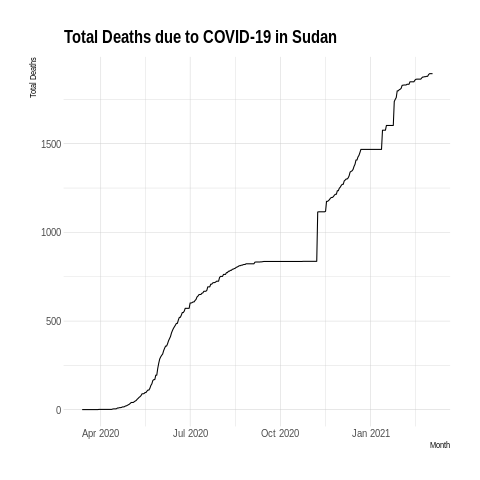 Total Deaths due to COVID-19 in Sudan
Total Deaths
1500
1000
500
0
Apr 2020 Jul 2020 Oct 2020 Jan 2021
Month